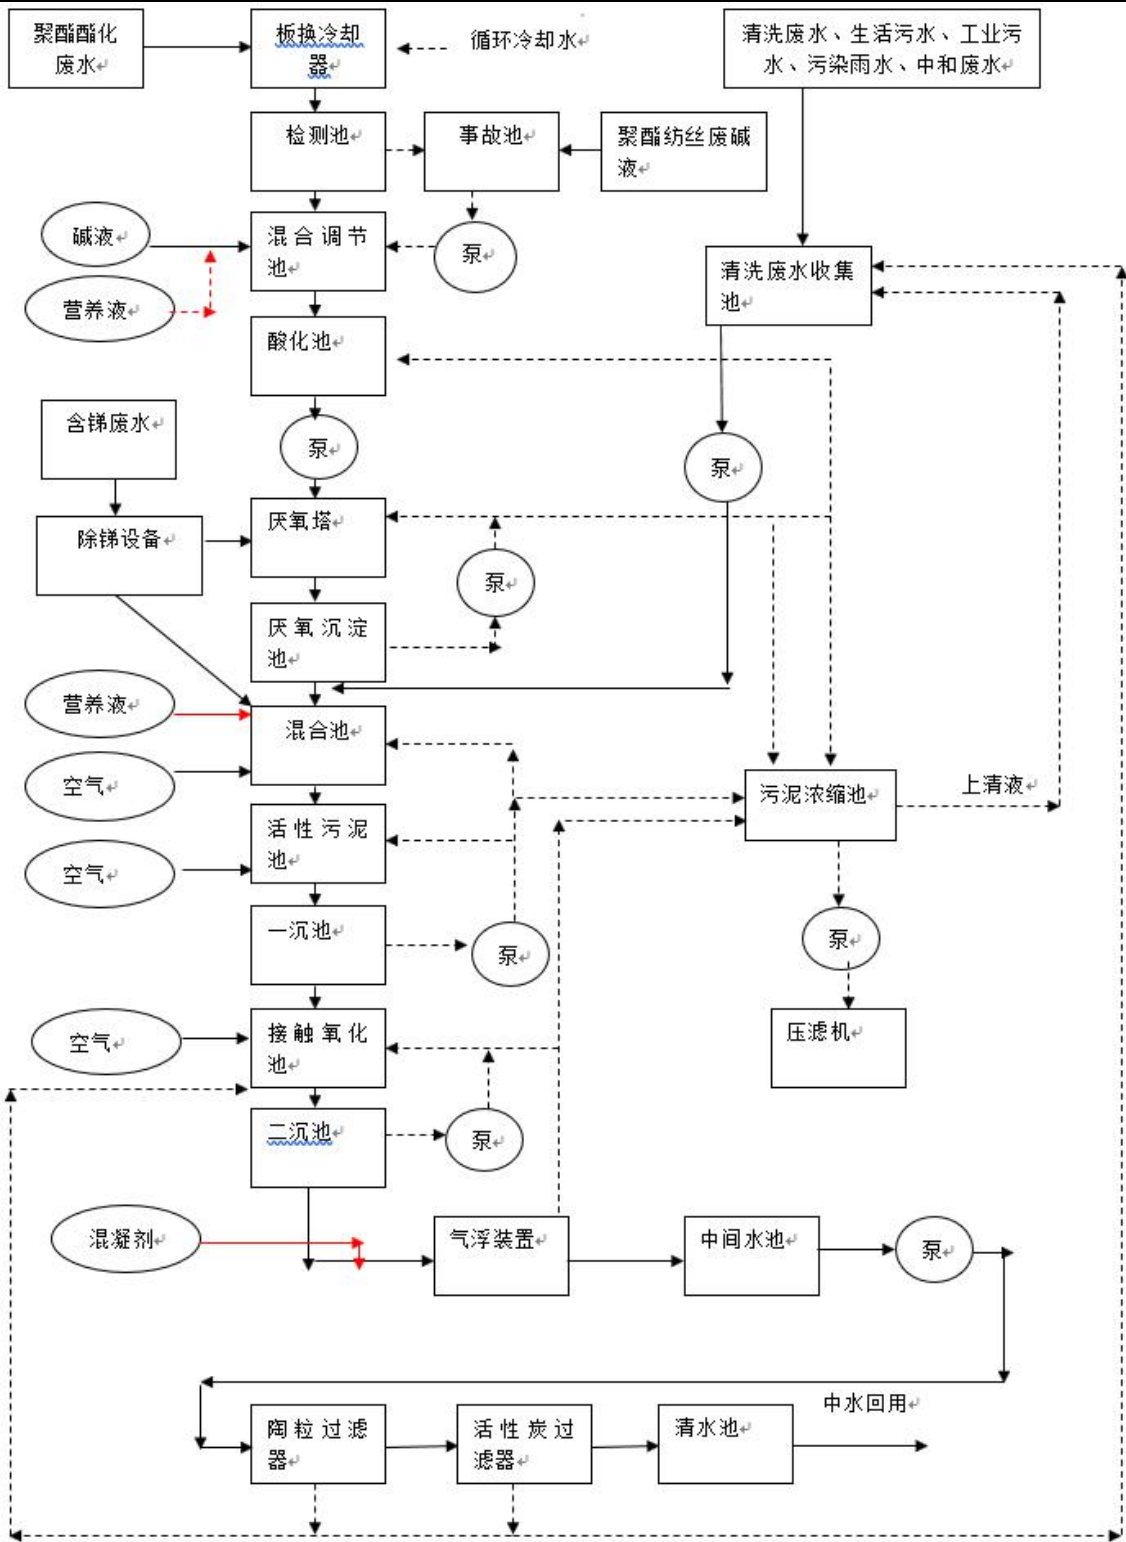 聚酯酯化
废水
板换冷却
器
循环冷却水
清洗废水、生活污水、工业污
水、污染雨水、中和废水
检测池
事故池
聚酯纺丝废碱
液
碱液
混合调节
池
泵
营养液
清洗废水收集
池
酸化池
含锑废水
泵
泵
除锑设备
厌氧塔
泵
厌氧沉淀
池
营养液
混合池
空气
污泥浓缩池
上清液
活性污泥
池
空气
一沉池
泵
泵
空气
接触氧化
池
压滤机
二沉池
泵
混凝剂
气浮装置
中间水池
泵
中水回用
陶粒过滤
器
活性炭过
滤器
清水池